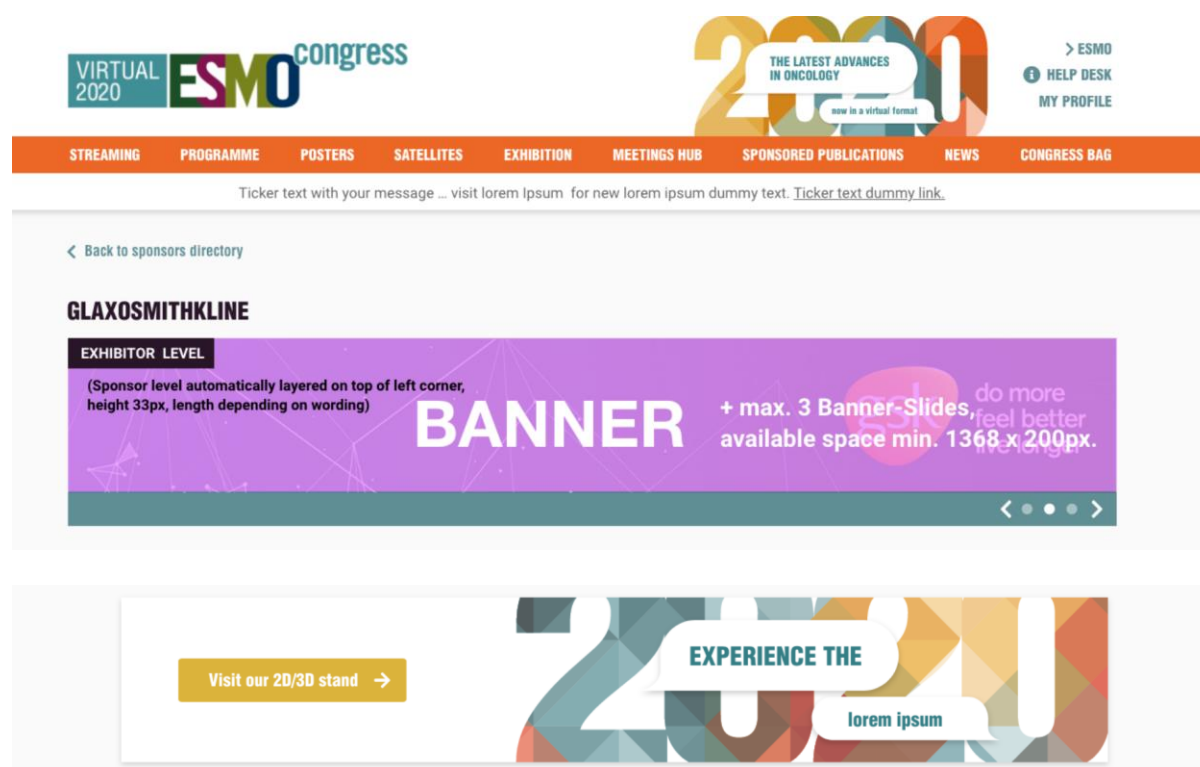 VIRTUAL
2020
ESMO
congress
2020
THE LATEST ADVANCES
IN ONCOLOGY
now in a virtual format
> ESMO
HELP DESK
MY PROFILE
STREAMING PROGRAMME POSTERS SATELLITES EXHIBITION MEETINGS HUB SPONSORED PUBLICATIONS NEWS CONGRESS BAG
Ticker text with your message ... visit lorem Ipsum for new lorem ipsum dummy text. Ticker text dummy link.
Back to sponsors directory
GLAXOSMITHKLINE
EXHIBITOR LEVEL
(Sponsor level automatically layered on top of left corner,
height 33px, length depending on wording)
BANNER
+ max. 3 Banner-Slides,
available space min. 1368 x 200px.
gsk
do more
feel better
live longer
Visit our 2D/3D stand
2020
EXPERIENCE THE
lorem ipsum